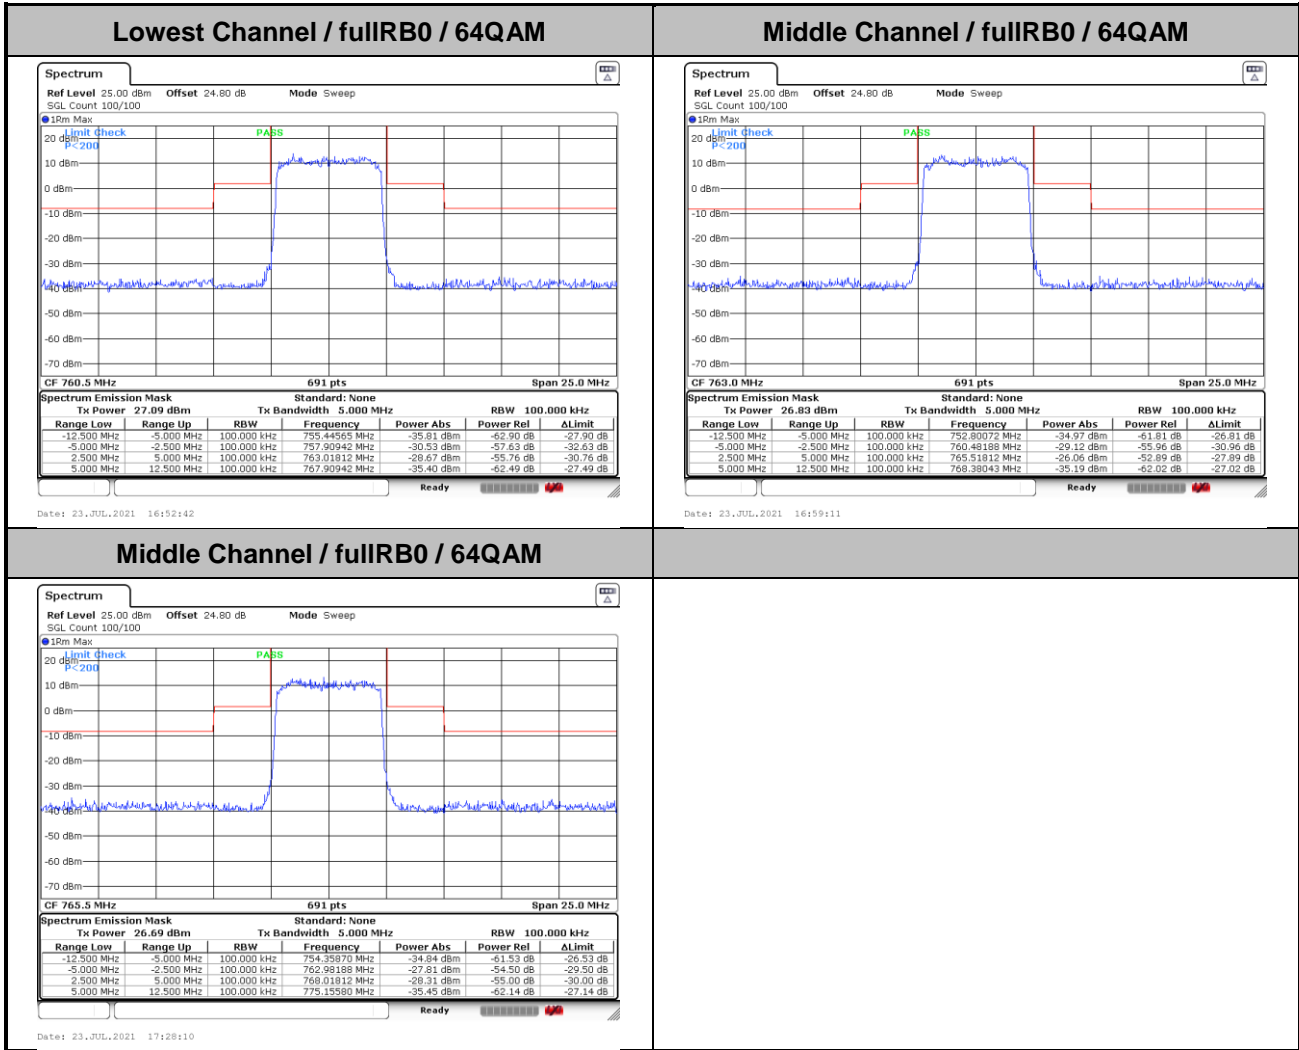 Lowest Channel / fullRB0 / 64QAM
Spectrum
Ref Level 25.00 dBm Offset 24.80 dB Mode Sweep
SGL Count 100/100
1Rm Max
Limit Check PASS
P<200
20 dBm
10 dBm
0 dBm
-10 dBm
-20 dBm
-30 dBm
-40 dBm
-50 dBm
-60 dBm
-70 dBm
CF 760.5 MHz 691 pts Span 25.0 MHz
Spectrum Emission Mask Standard: None
Tx Power 27.09 dBm Tx Bandwidth 5.000 MHz RBW 100.000 kHz
Range Low Range Up RBW Frequency Power Abs Power Rel ΔLimit
-12.500 MHz -5.000 MHz 100.000 kHz 755.44565 MHz -35.81 dBm -62.90 dB -27.90 dB
-5.000 MHz -2.500 MHz 100.000 kHz 757.90942 MHz -30.53 dBm -57.63 dB -32.63 dB
2.500 MHz 5.000 MHz 100.000 kHz 763.01812 MHz -28.67 dBm -55.76 dB -30.76 dB
5.000 MHz 12.500 MHz 100.000 kHz 767.90942 MHz -35.40 dBm -62.49 dB -27.49 dB
Ready
Date: 23.JUL.2021 16:52:42
Middle Channel / fullRB0 / 64QAM
Spectrum
Ref Level 25.00 dBm Offset 24.80 dB Mode Sweep
SGL Count 100/100
1Rm Max
Limit Check PASS
P<200
20 dBm
10 dBm
0 dBm
-10 dBm
-20 dBm
-30 dBm
-40 dBm
-50 dBm
-60 dBm
-70 dBm
CF 763.0 MHz 691 pts Span 25.0 MHz
Spectrum Emission Mask Standard: None
Tx Power 26.83 dBm Tx Bandwidth 5.000 MHz RBW 100.000 kHz
Range Low Range Up RBW Frequency Power Abs Power Rel ΔLimit
-12.500 MHz -5.000 MHz 100.000 kHz 752.80072 MHz -34.97 dBm -61.81 dB -26.81 dB
-5.000 MHz -2.500 MHz 100.000 kHz 760.48188 MHz -29.12 dBm -55.96 dB -30.96 dB
2.500 MHz 5.000 MHz 100.000 kHz 765.51812 MHz -26.06 dBm -52.89 dB -27.89 dB
5.000 MHz 12.500 MHz 100.000 kHz 768.38043 MHz -35.19 dBm -62.02 dB -27.02 dB
Ready
Date: 23.JUL.2021 16:59:11
Middle Channel / fullRB0 / 64QAM
Spectrum
Ref Level 25.00 dBm Offset 24.80 dB Mode Sweep
SGL Count 100/100
1Rm Max
Limit Check PASS
P<200
20 dBm
10 dBm
0 dBm
-10 dBm
-20 dBm
-30 dBm
-40 dBm
-50 dBm
-60 dBm
-70 dBm
CF 765.5 MHz 691 pts Span 25.0 MHz
Spectrum Emission Mask Standard: None
Tx Power 26.69 dBm Tx Bandwidth 5.000 MHz RBW 100.000 kHz
Range Low Range Up RBW Frequency Power Abs Power Rel ΔLimit
-12.500 MHz -5.000 MHz 100.000 kHz 754.35870 MHz -34.84 dBm -61.53 dB -26.53 dB
-5.000 MHz -2.500 MHz 100.000 kHz 762.98188 MHz -27.81 dBm -54.50 dB -29.50 dB
2.500 MHz 5.000 MHz 100.000 kHz 768.01812 MHz -28.31 dBm -55.00 dB -30.00 dB
5.000 MHz 12.500 MHz 100.000 kHz 775.15580 MHz -35.45 dBm -62.14 dB -27.14 dB
Ready
Date: 23.JUL.2021 17:28:10